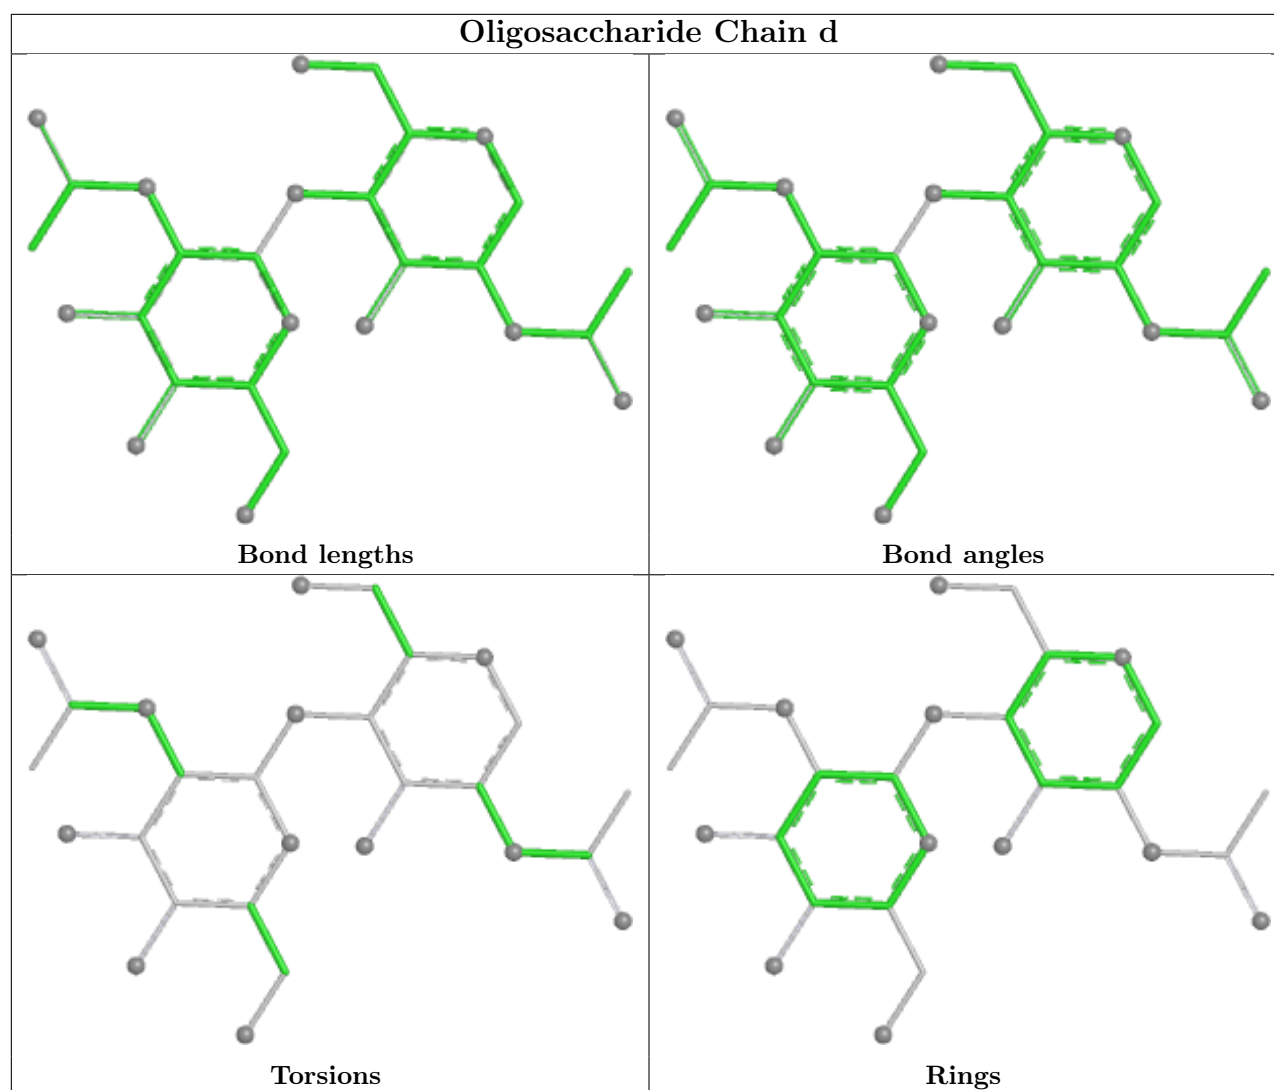 Oligosaccharide Chain d
Bond lengths
Bond angles
Torsions
Rings